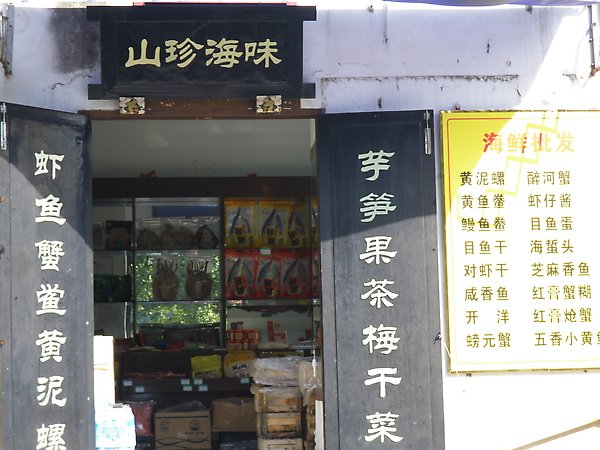 山珍海味
虾鱼蟹鲎黄泥螺
芋笋果茶梅干菜
海鲜批发
黄泥螺 醉河蟹
黄鱼鲞 虾仔酱
鳗鱼鲞 目鱼蛋
目鱼干 海蜇头
对虾干 芝麻香鱼
咸香鱼 红膏蟹糊
开洋 红膏炝蟹
螃元蟹 五香小黄鱼